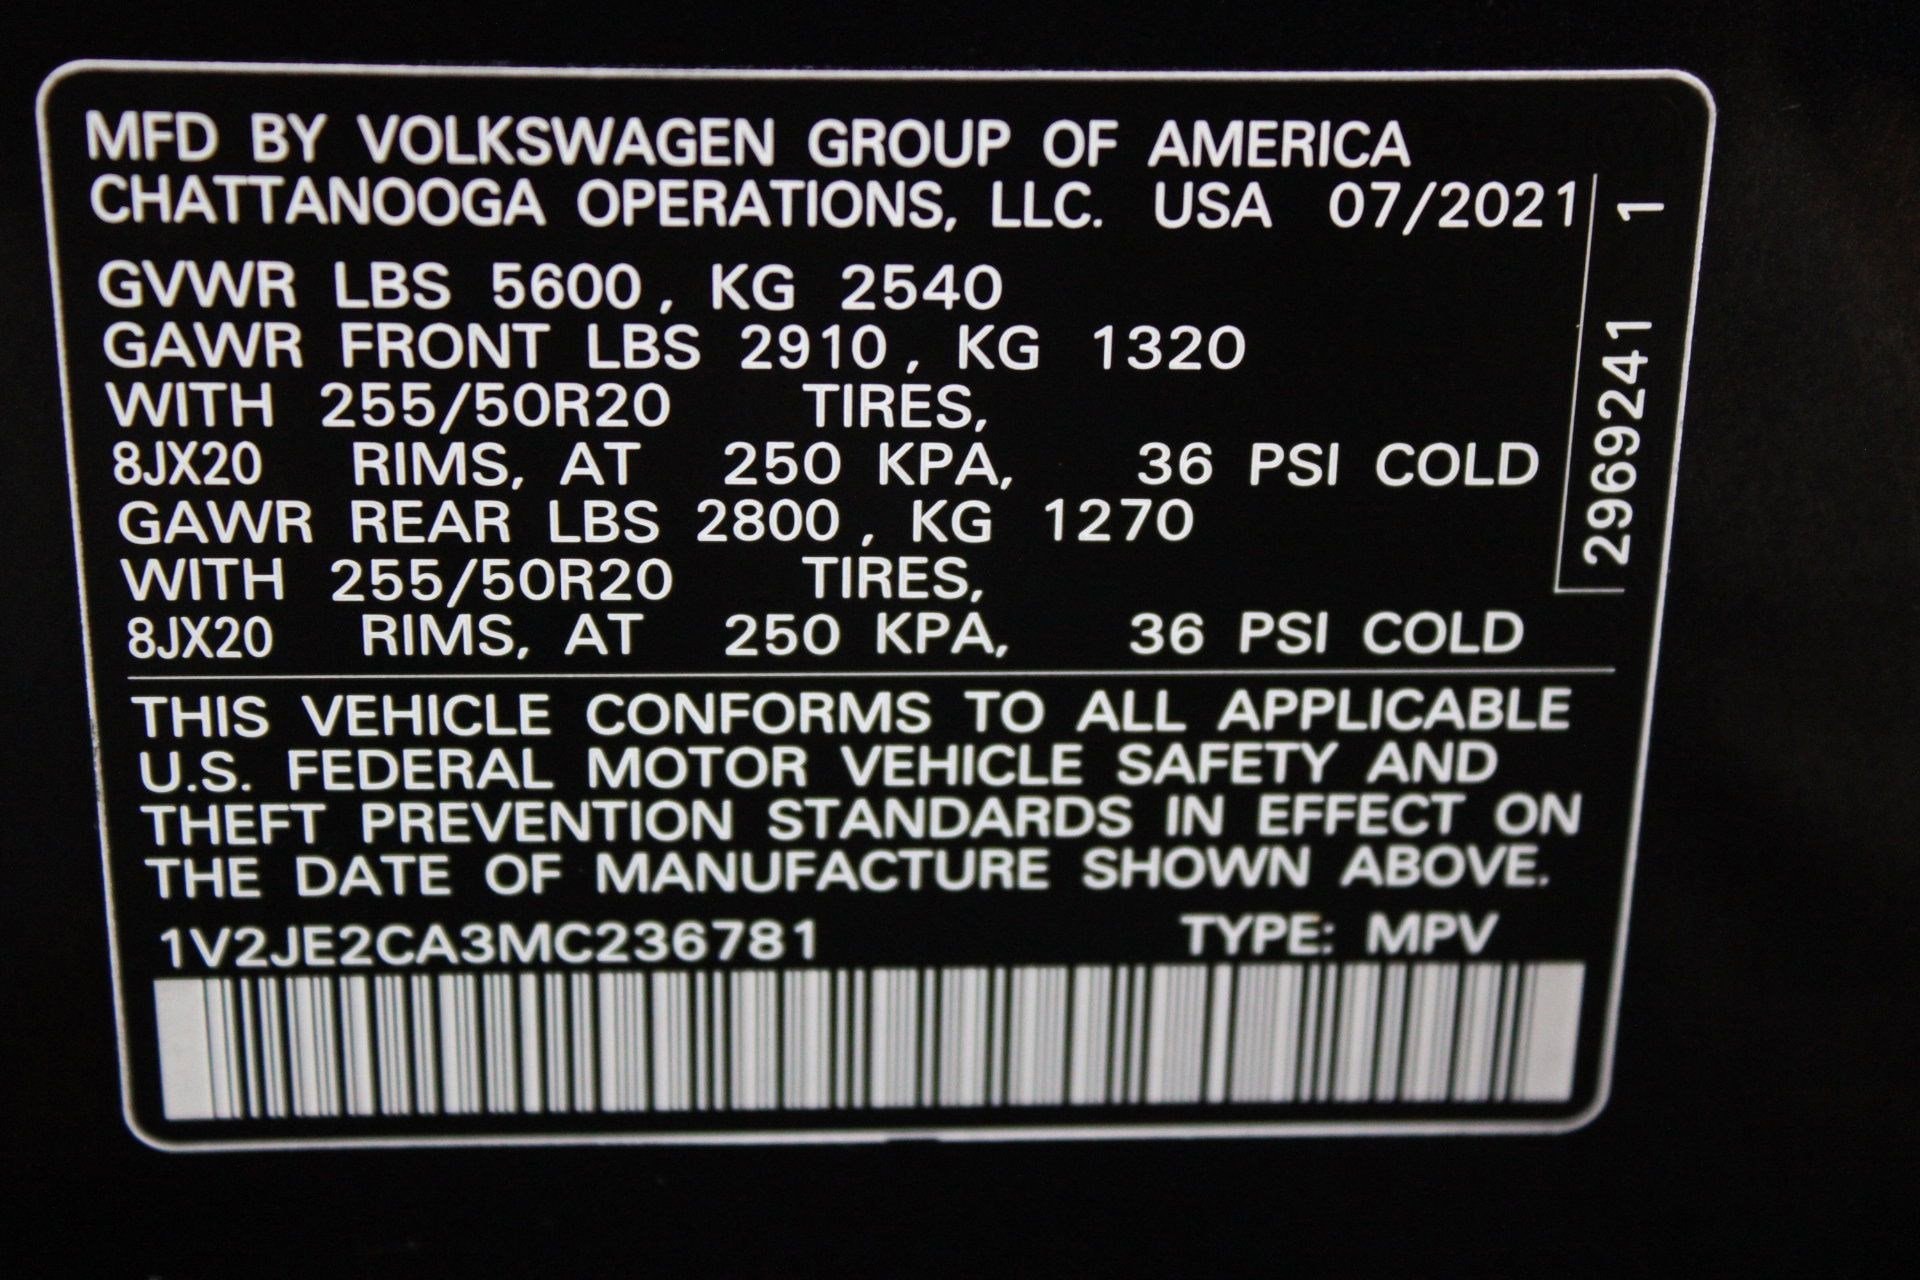 MFD BY VOLKSWAGEN GROUP OF AMERICA
CHATTANOOGA OPERATIONS, LLC. USA 07/2021
GVWR LBS 5600, KG 2540
GAWR FRONT LBS 2910, KG 1320
WITH 255/50R20 TIRES,
8JX20 RIMS, AT 250 KPA, 36 PSI COLD
GAWR REAR LBS 2800, KG 1270
WITH 255/50R20 TIRES,
8JX20 RIMS, AT 250 KPA, 36 PSI COLD
2969241 1
THIS VEHICLE CONFORMS TO ALL APPLICABLE
U.S. FEDERAL MOTOR VEHICLE SAFETY AND
THEFT PREVENTION STANDARDS IN EFFECT ON
THE DATE OF MANUFACTURE SHOWN ABOVE.
1V2JE2CA3MC236781 TYPE: MPV